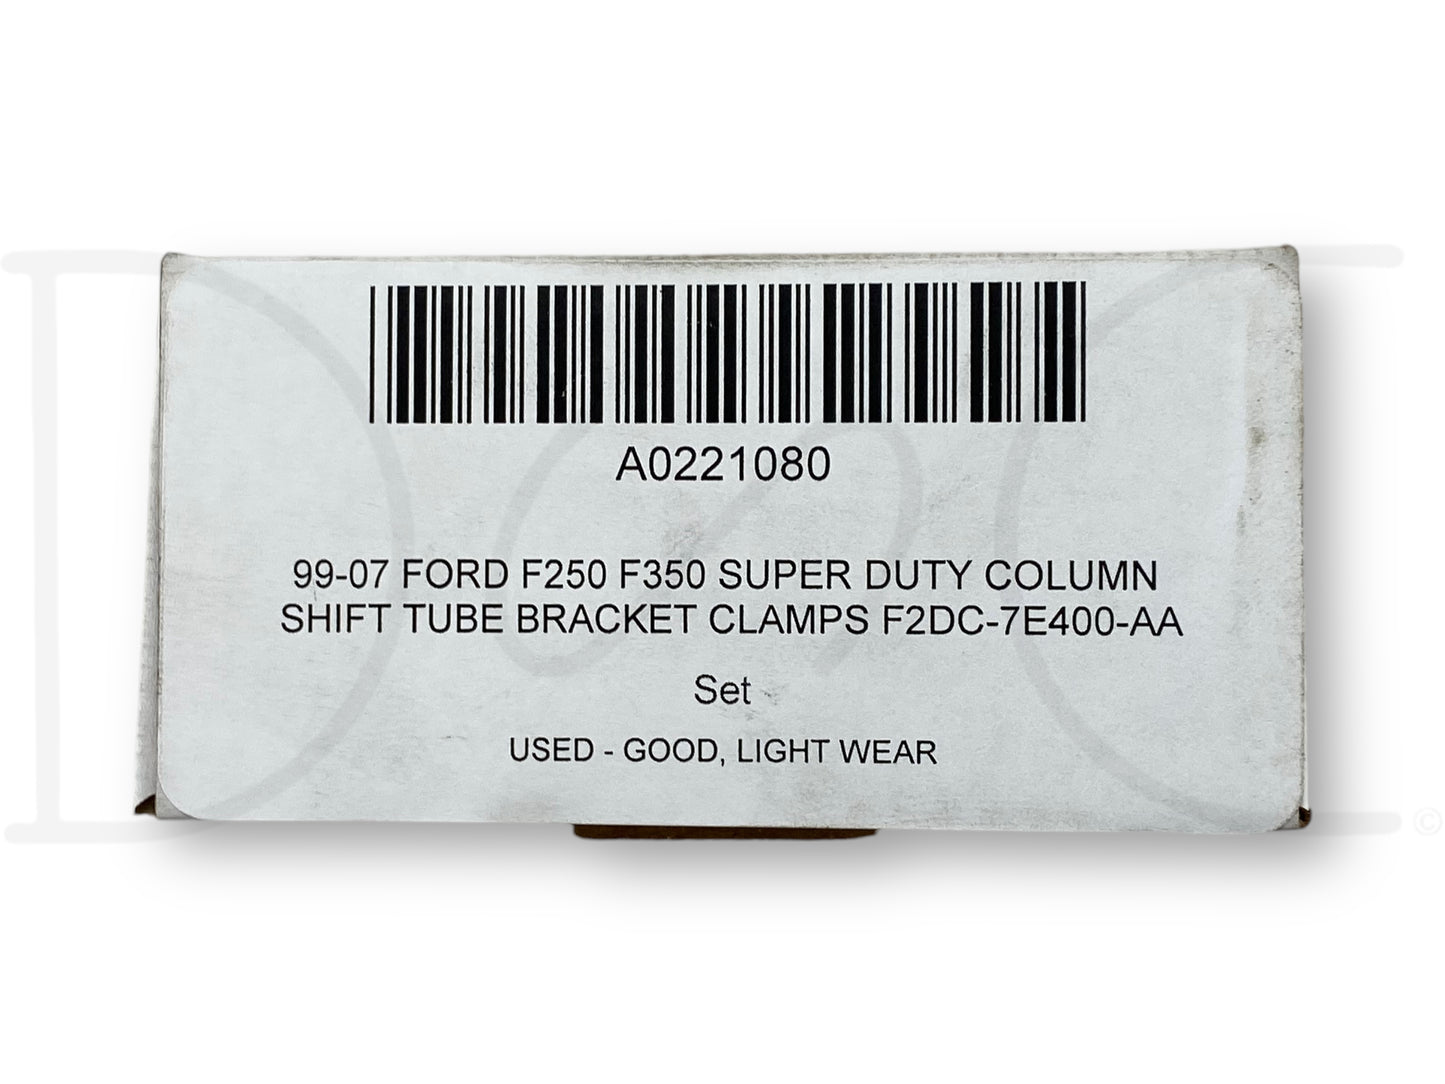 A0221080
99-07 FORD F250 F350 SUPER DUTY COLUMN
SHIFT TUBE BRACKET CLAMPS F2DC-7E400-AA
Set
USED - GOOD, LIGHT WEAR
©